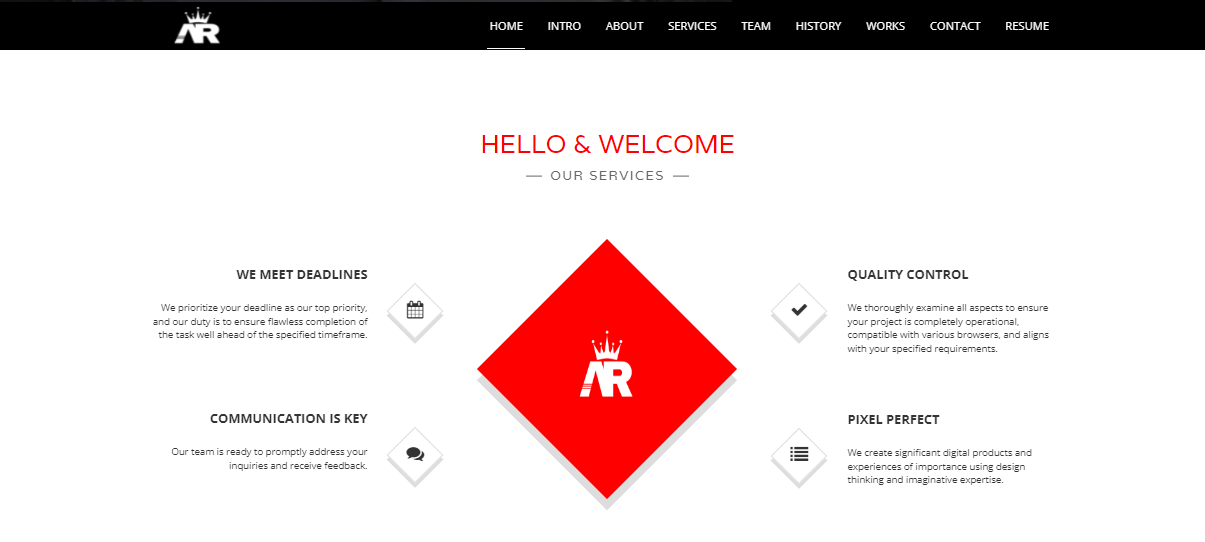 AR
HOME INTRO ABOUT SERVICES TEAM HISTORY WORKS CONTACT RESUME
HELLO & WELCOME
OUR SERVICES
WE MEET DEADLINES
We prioritize your deadline as our top priority,
and our duty is to ensure flawless completion of
the task well ahead of the specified timeframe.
COMMUNICATION IS KEY
Our team is ready to promptly address your
inquiries and receive feedback.
AR
QUALITY CONTROL
We thoroughly examine all aspects to ensure
your project is completely operational,
compatible with various browsers, and aligns
with your specified requirements.
PIXEL PERFECT
We create significant digital products and
experiences of importance using design
thinking and imaginative expertise.